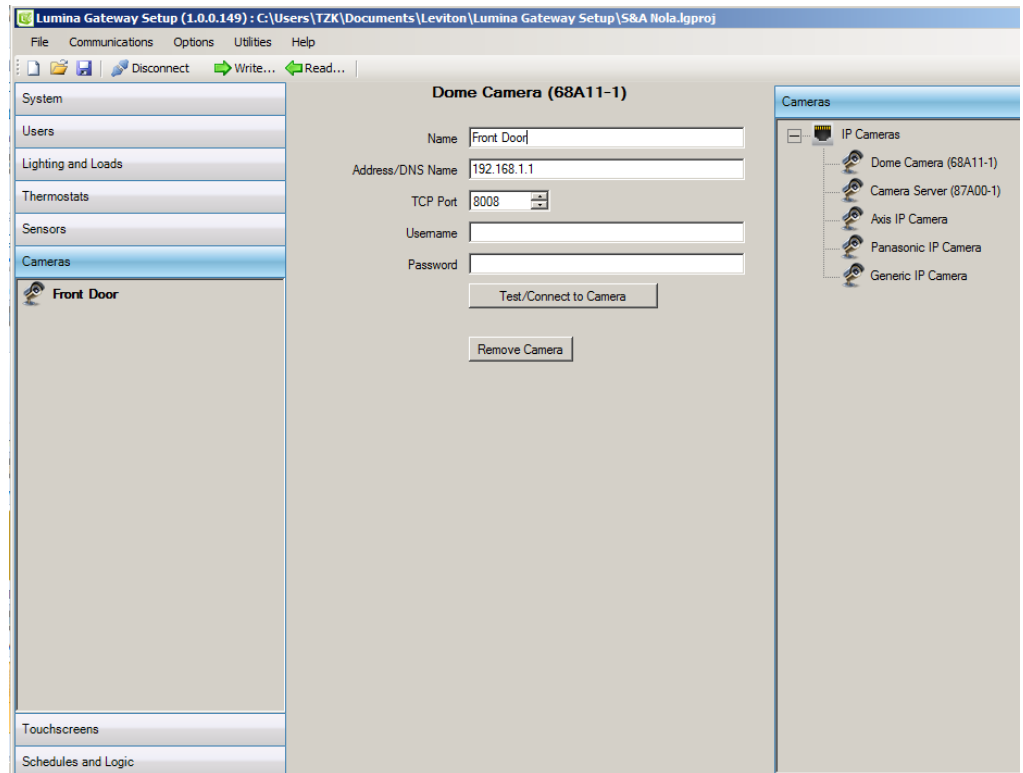 Lumina Gateway Setup (1.0.0.149) : C:\Users\TZK\Documents\Leviton\Lumina Gateway Setup\S&A Nola.lgproj
File Communications Options Utilities Help
Disconnect Write... Read...
System
Users
Lighting and Loads
Thermostats
Sensors
Cameras
Front Door
Touchscreens
Schedules and Logic
Dome Camera (68A11-1)
Name Front Door
Address/DNS Name 192.168.1.1
TCP Port 8008
Username
Password
Test/Connect to Camera
Remove Camera
Cameras
IP Cameras
Dome Camera (68A11-1)
Camera Server (87A00-1)
Axis IP Camera
Panasonic IP Camera
Generic IP Camera